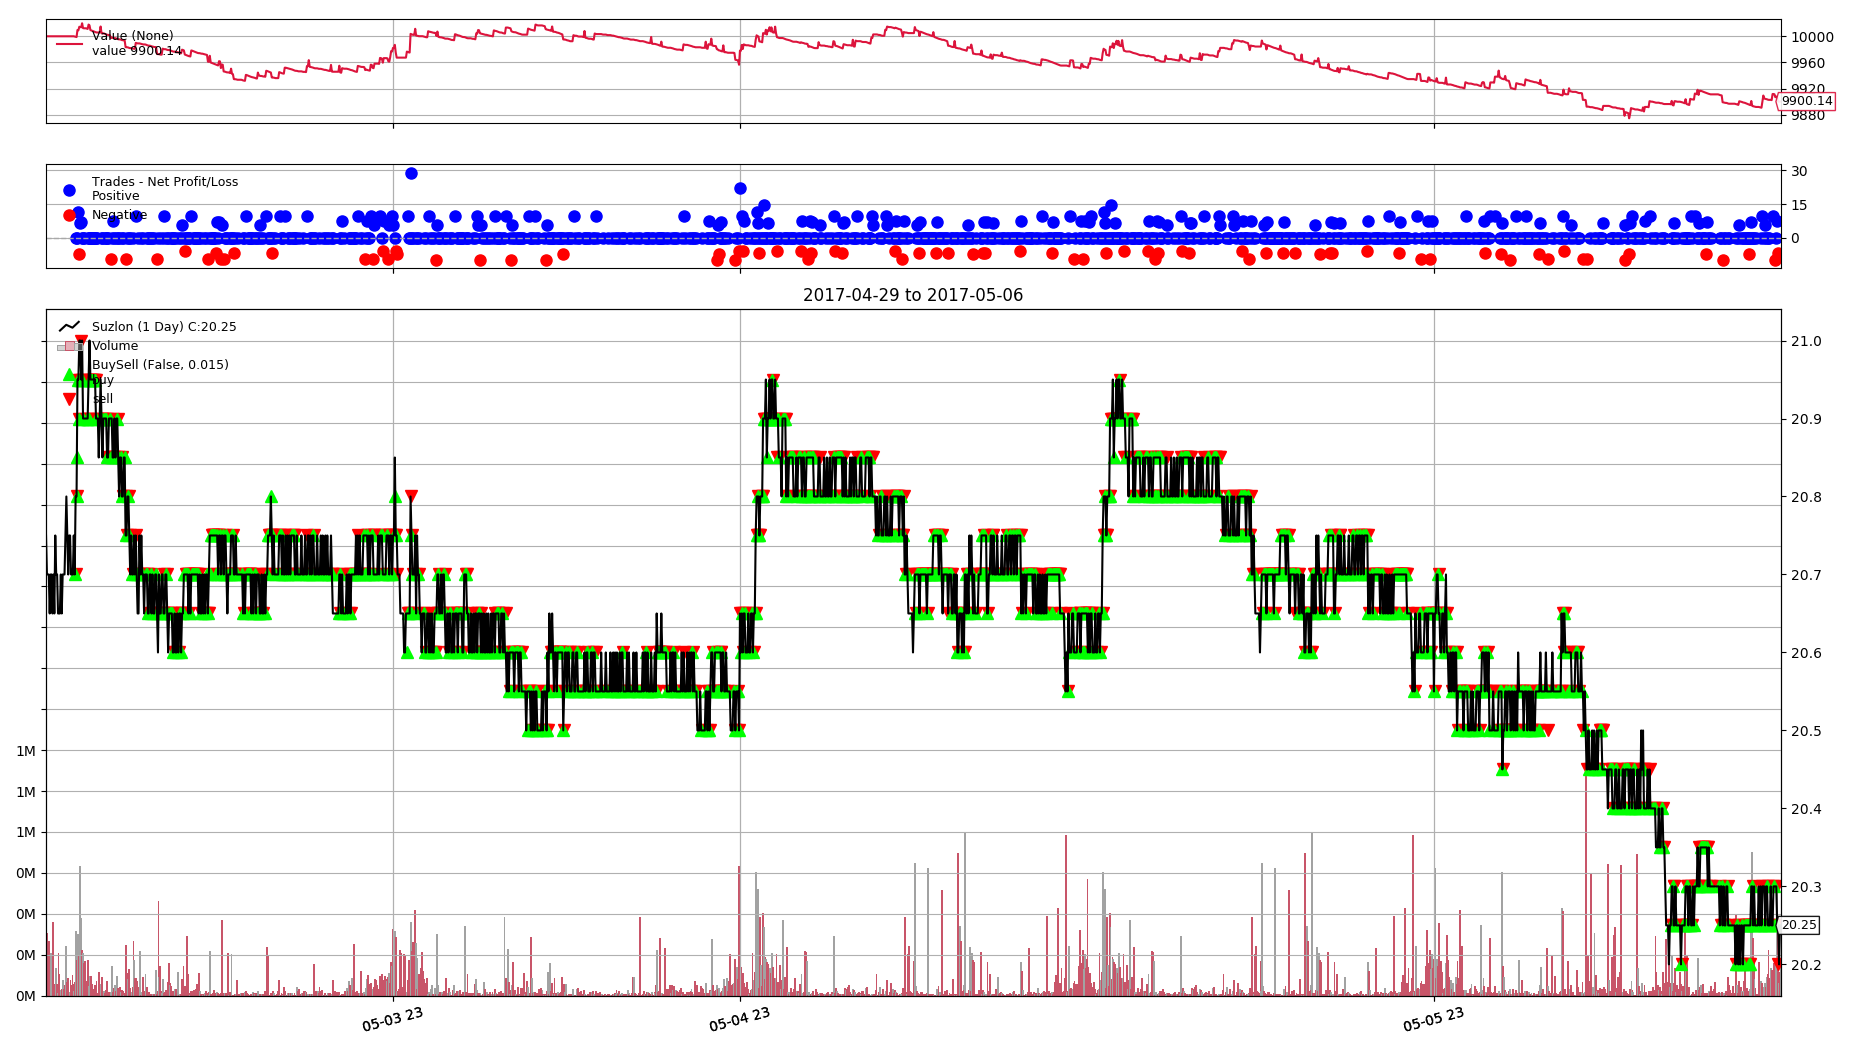 Value (None)
value 9900.14
10000
9960
9920
9900.14
9880
Trades - Net Profit/Loss
Positive
Negative
30
15
0
2017-04-29 to 2017-05-06
Suzlon (1 Day) C:20.25
Volume
BuySell (False, 0.015)
buy
sell
21.0
20.9
20.8
20.7
20.6
20.5
20.4
20.3
20.25
20.2
1M
1M
1M
0M
0M
0M
0M
05-03 23
05-04 23
05-05 23